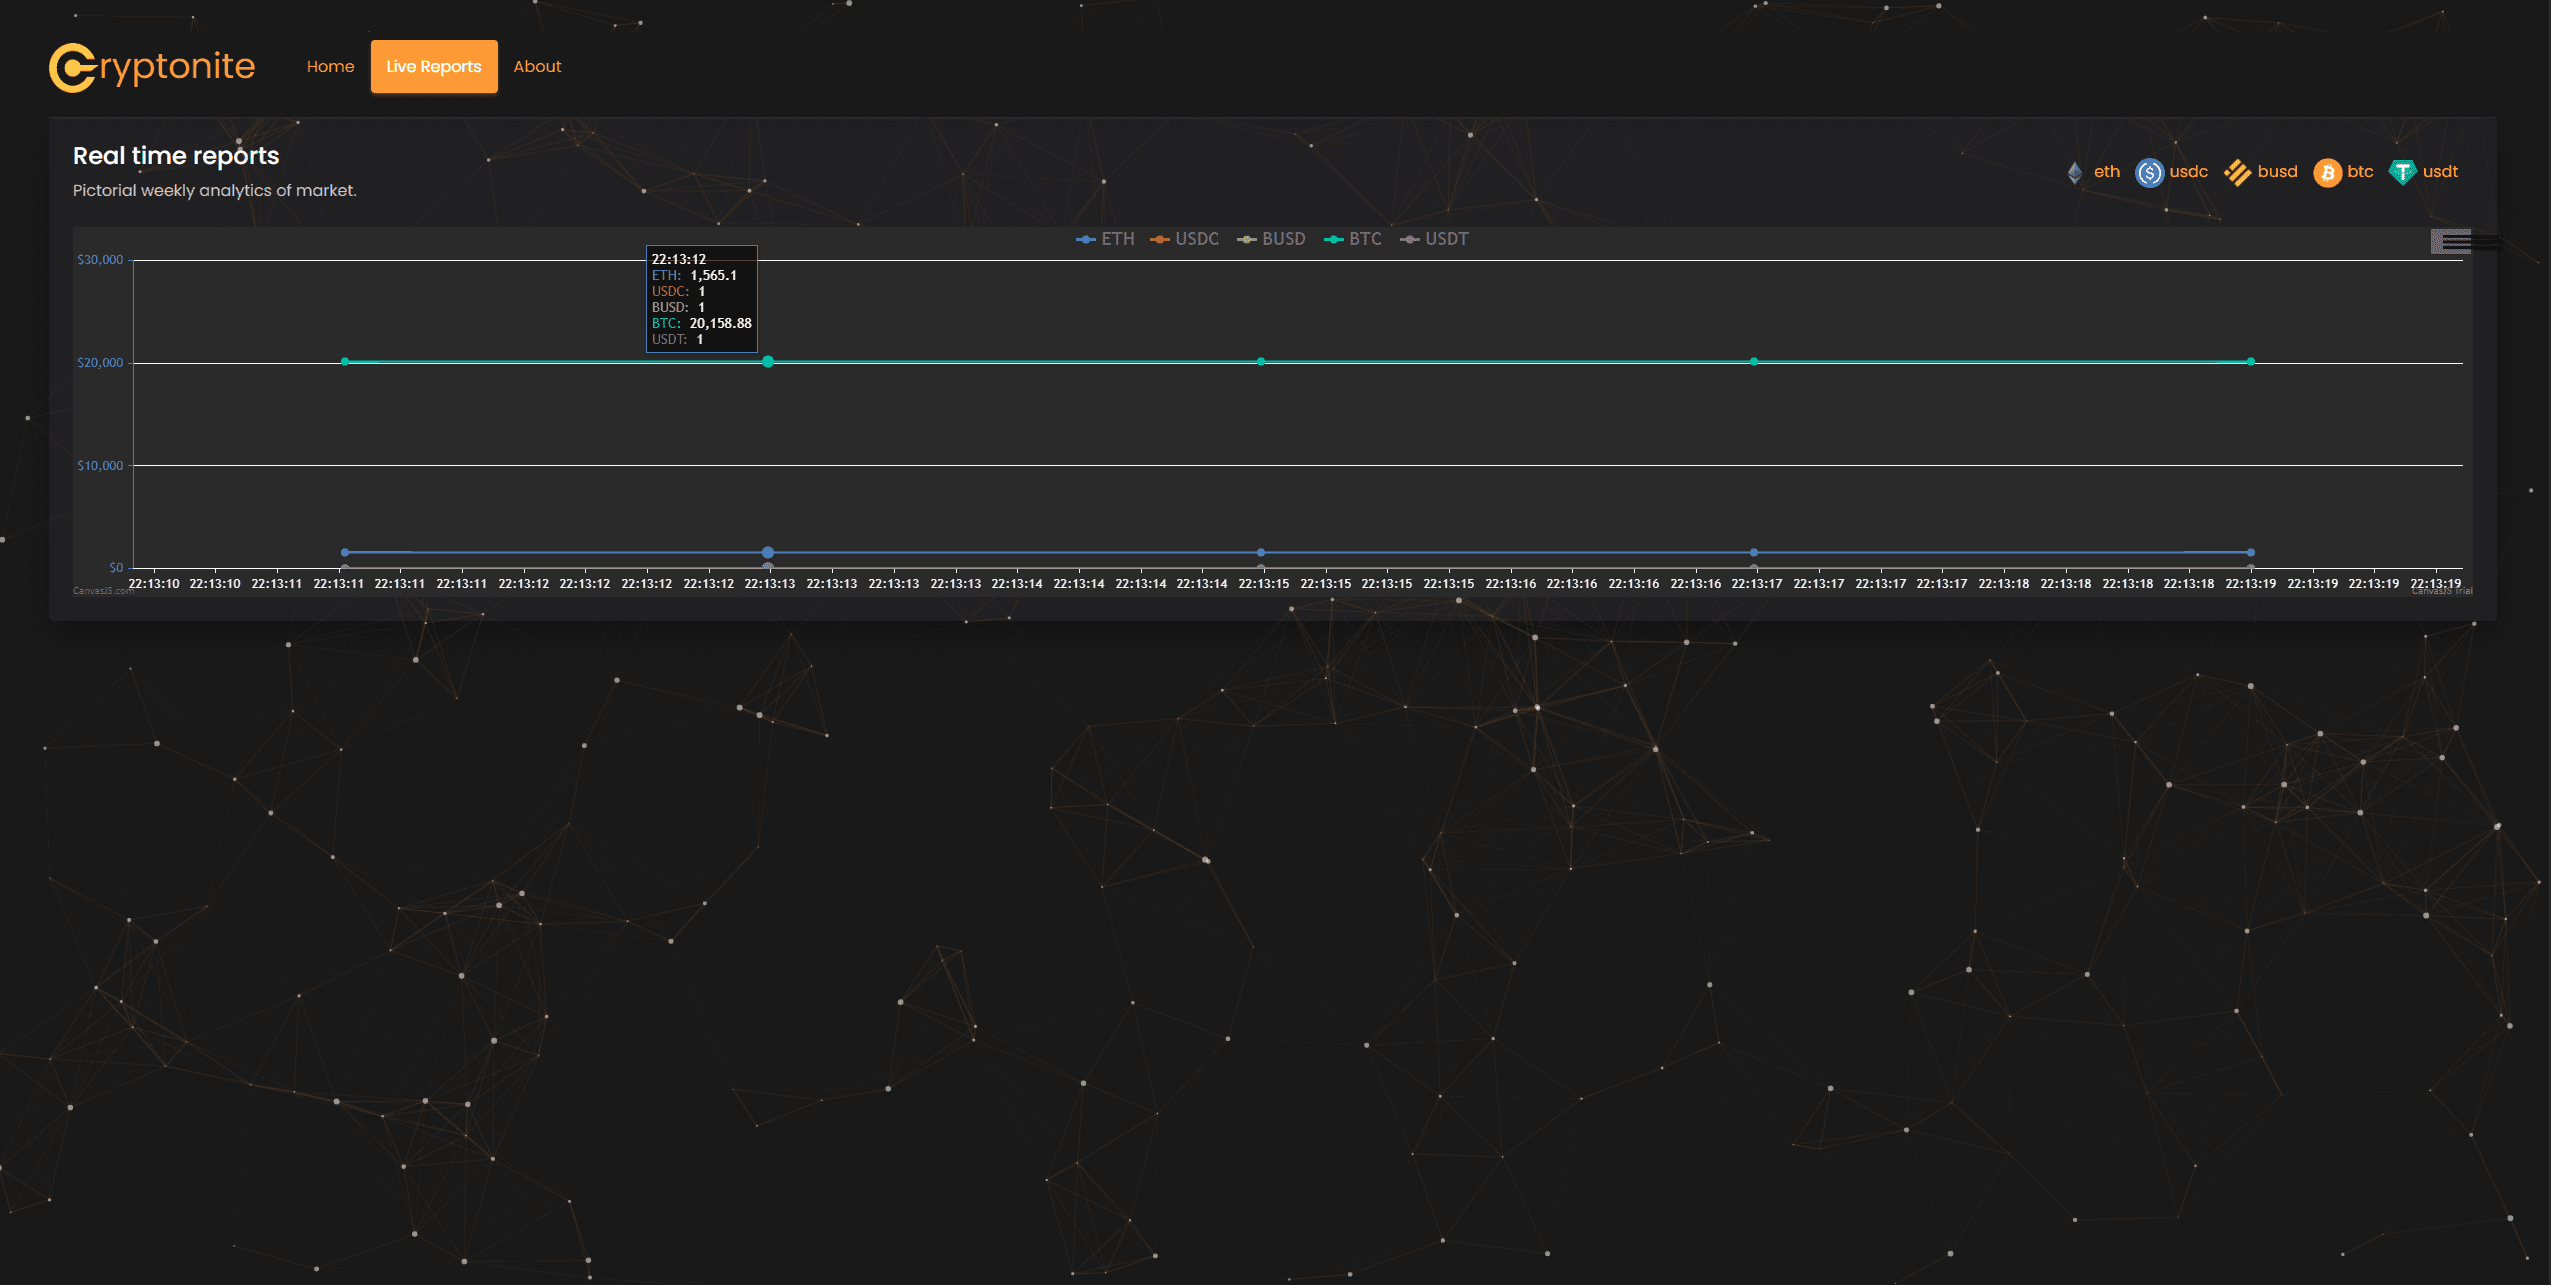 ryptonite
Home
Live Reports
About
Real time reports
Pictorial weekly analytics of market.
eth
usdc
busd
btc
usdt
ETH
USDC
BUSD
BTC
USDT
$30,000
$20,000
$10,000
$0
22:13:12
ETH: 1,565.1
USDC: 1
BUSD: 1
BTC: 20,158.88
USDT: 1
22:13:10 22:13:10 22:13:11 22:13:11 22:13:11 22:13:11 22:13:12 22:13:12 22:13:12 22:13:12 22:13:13 22:13:13 22:13:13 22:13:13 22:13:14 22:13:14 22:13:14 22:13:14 22:13:15 22:13:15 22:13:15 22:13:15 22:13:16 22:13:16 22:13:16 22:13:16 22:13:17 22:13:17 22:13:17 22:13:17 22:13:18 22:13:18 22:13:18 22:13:18 22:13:19 22:13:19 22:13:19 22:13:19
CanvasJS.com
CanvasJS Trial